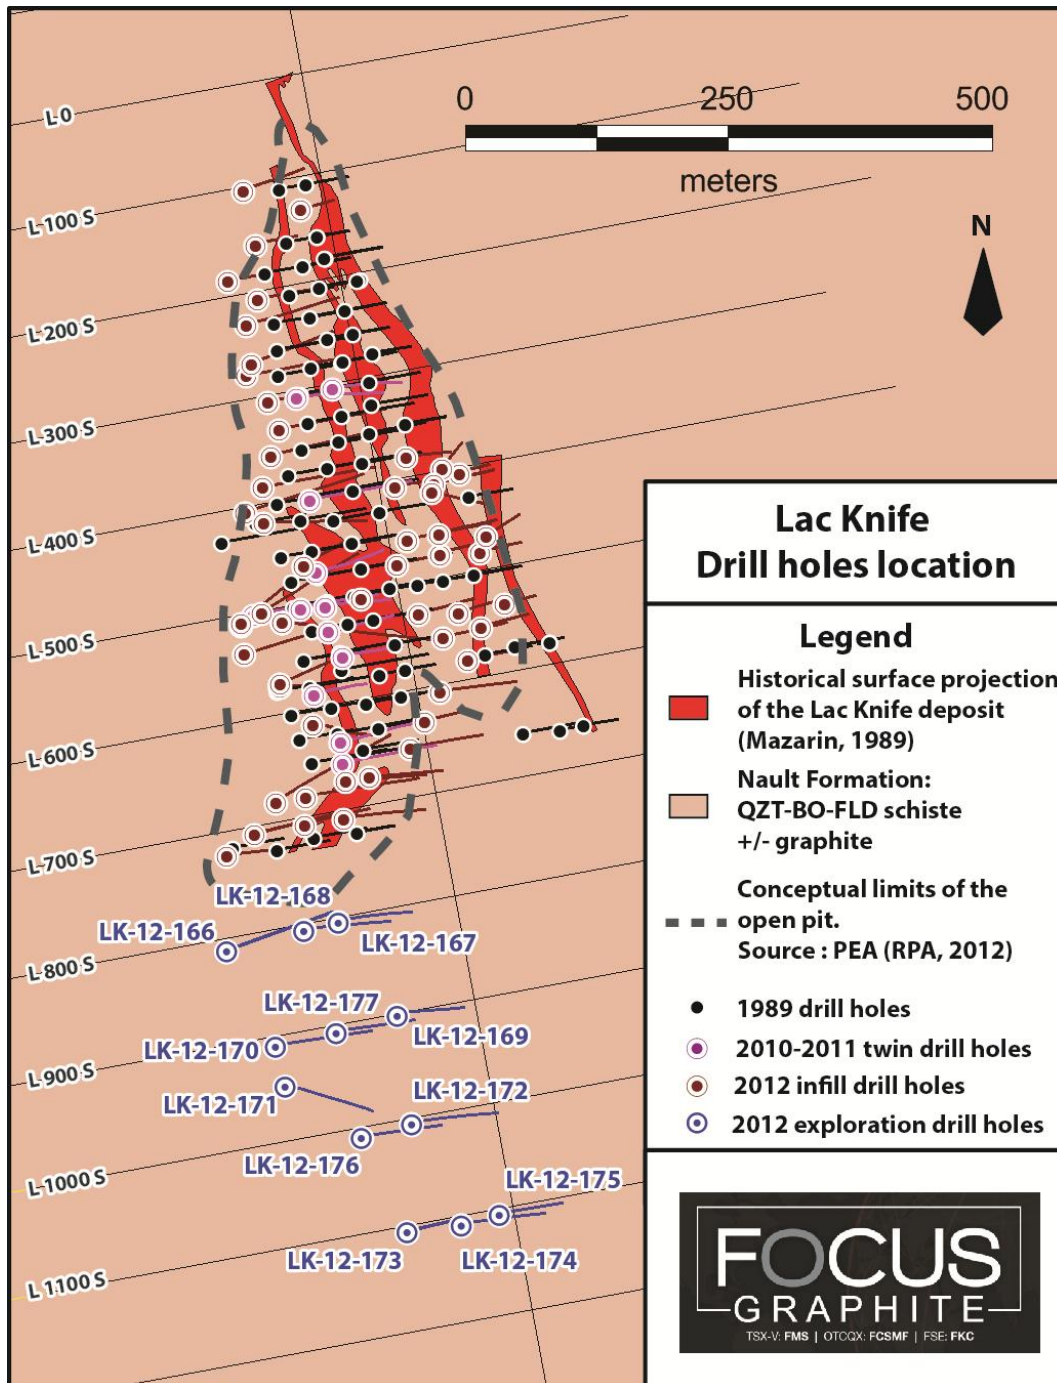 0 250 500
meters
N
L 0
L 100 S
L 200 S
L 300 S
L 400 S
L 500 S
L 600 S
L 700 S
L 800 S
L 900 S
L 1000 S
L 1100 S
LK-12-168
LK-12-166
LK-12-167
LK-12-177
LK-12-170
LK-12-169
LK-12-171
LK-12-172
LK-12-176
LK-12-175
LK-12-173
LK-12-174
Lac Knife
Drill holes location
Legend
Historical surface projection
of the Lac Knife deposit
(Mazarin, 1989)
Nault Formation:
QZT-BO-FLD schiste
+/- graphite
Conceptual limits of the
open pit.
Source : PEA (RPA, 2012)
1989 drill holes
2010-2011 twin drill holes
2012 infill drill holes
2012 exploration drill holes
FOCUS
GRAPHITE
TSX-V: FMS | OTCQX: FCSMF | FSE: FKC